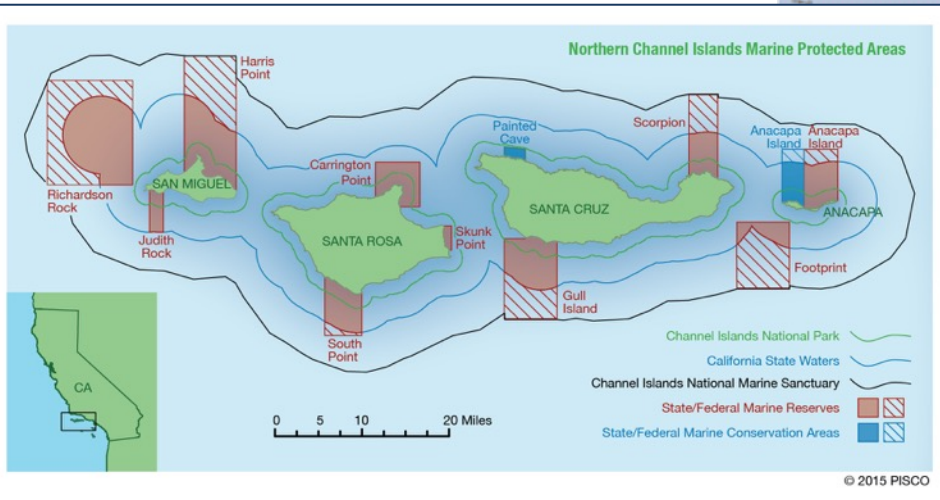 Northern Channel Islands Marine Protected Areas
Harris
Point
Richardson
Rock
SAN MIGUEL
Judith
Rock
Carrington
Point
SANTA ROSA
Skunk
Point
South
Point
Painted
Cave
SANTA CRUZ
Gull
Island
Scorpion
Anacapa
Island
Anacapa
Island
ANACAPA
Footprint
CA
0 5 10 20 Miles
Channel Islands National Park
California State Waters
Channel Islands National Marine Sanctuary
State/Federal Marine Reserves
State/Federal Marine Conservation Areas
© 2015 PISCO